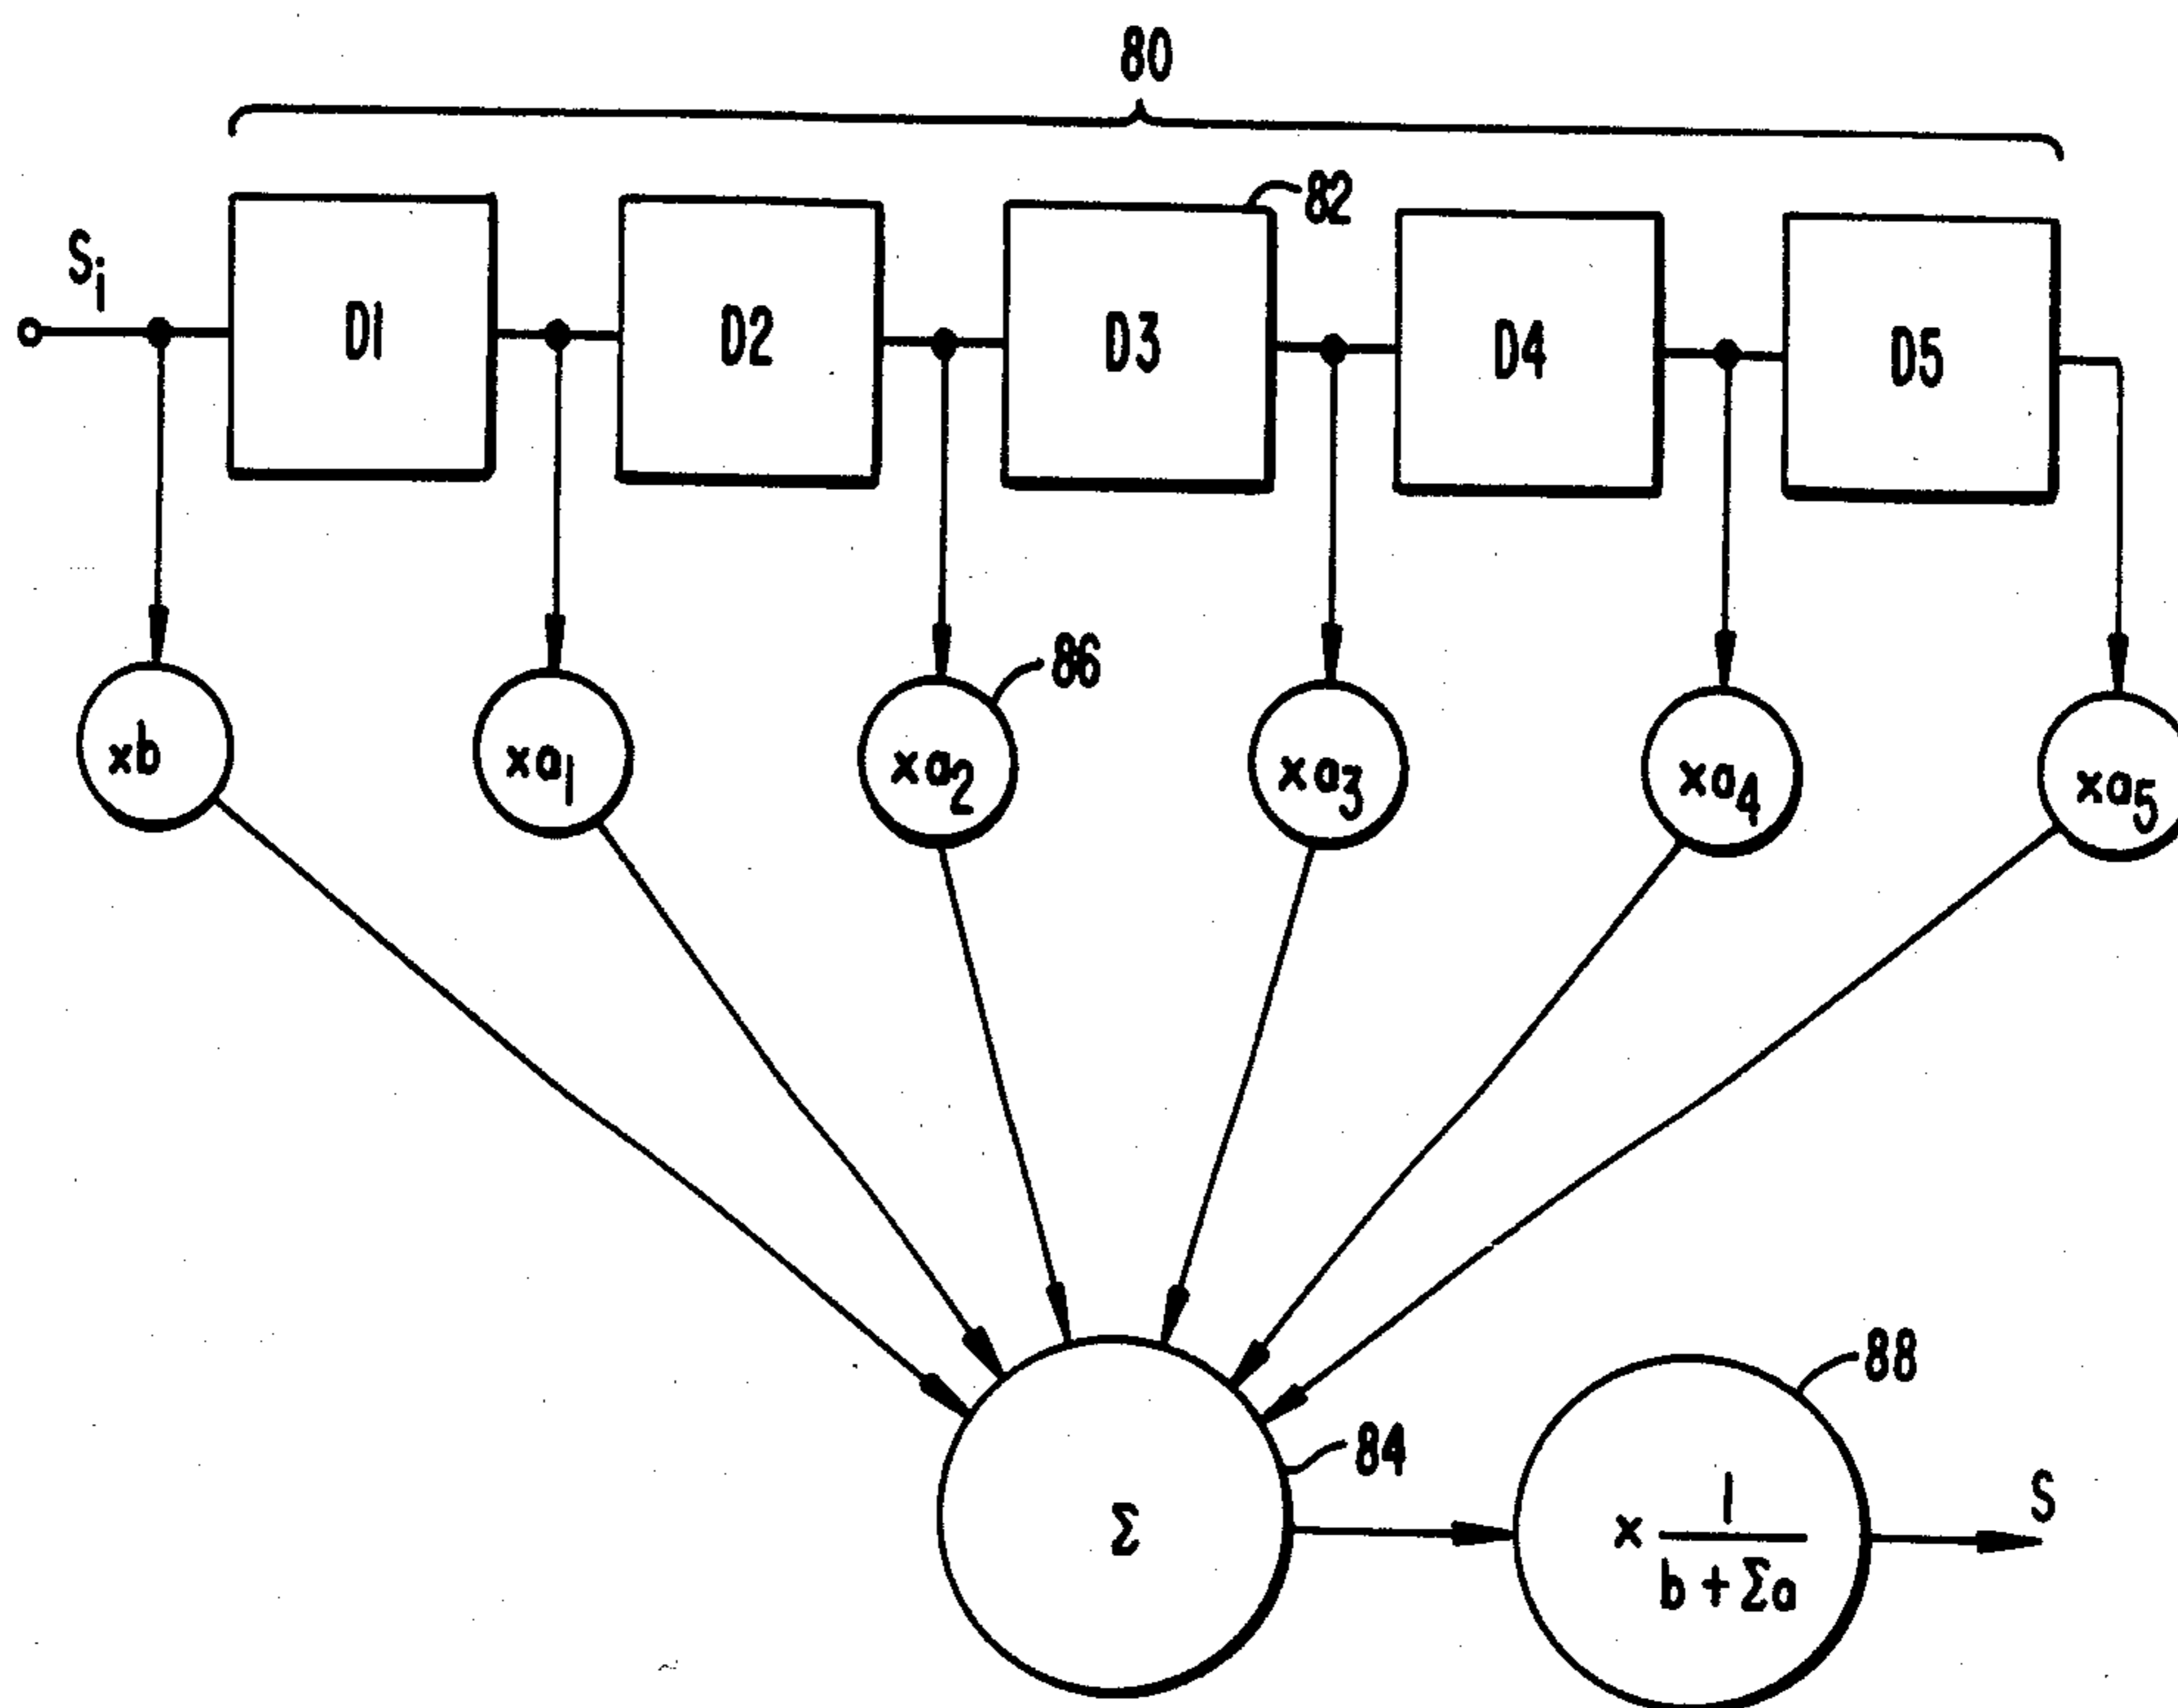 80
82
Si
D1
D2
D3
D4
D5
86
xb
xa1
xa2
xa3
xa4
xa5
88
84
S
Σ
x 1
b + Σa